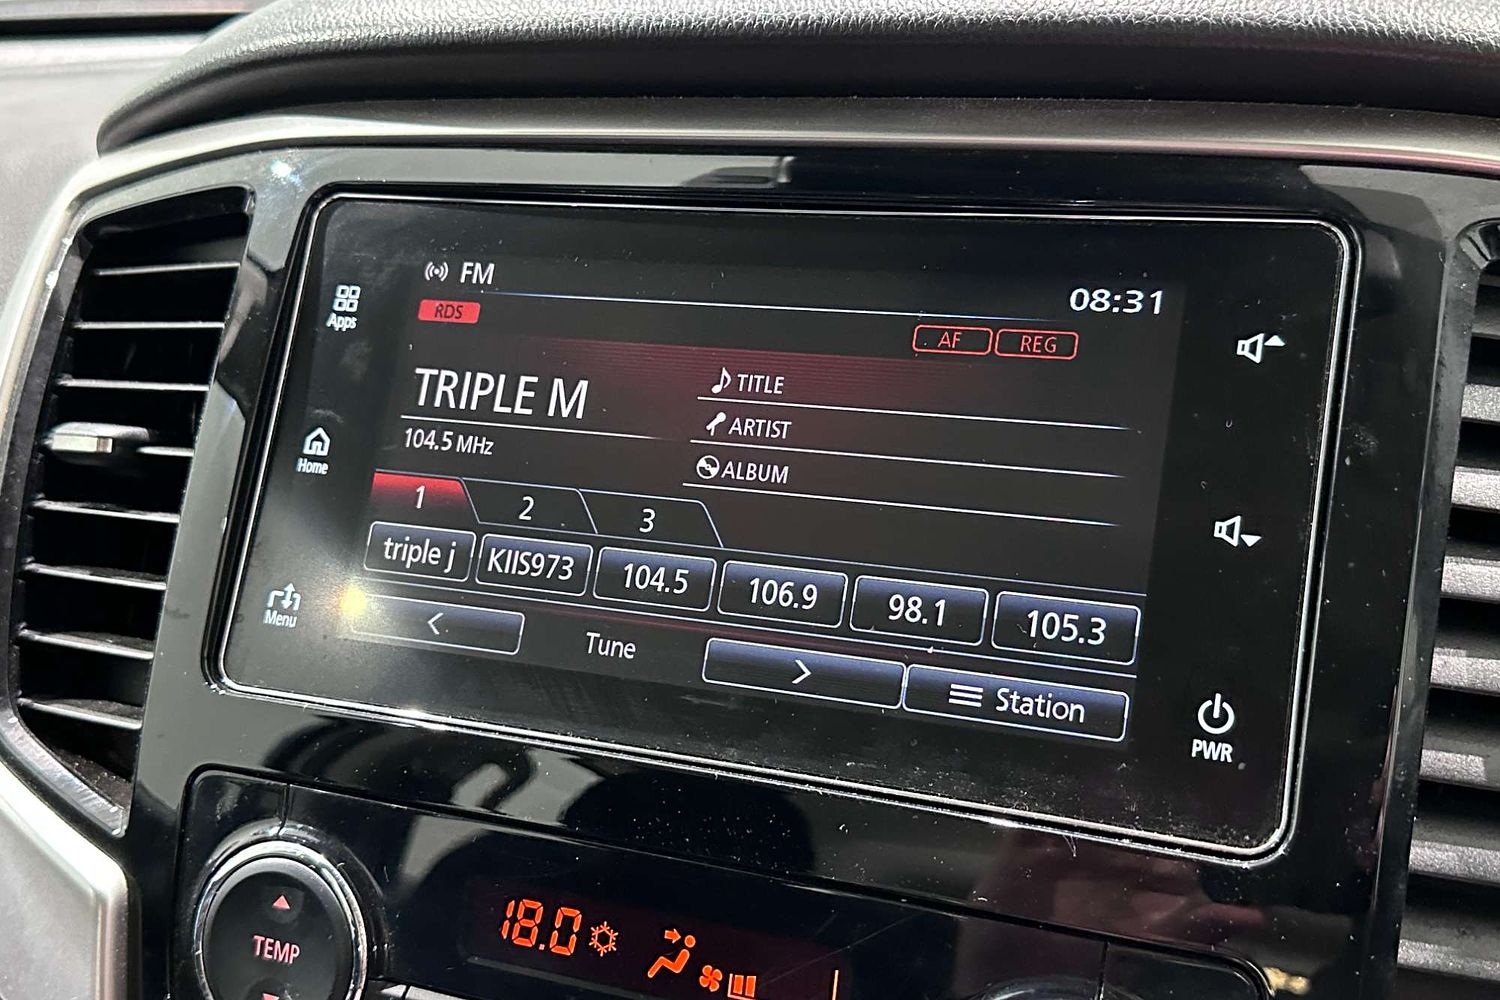 FM
08:31
RDS
AF REG
Apps
TRIPLE M
TITLE
104.5 MHz
ARTIST
ALBUM
Home
1 2 3
triple j KIIS973 104.5 106.9 98.1 105.3
Menu
< Tune > Station
PWR
TEMP
18.0